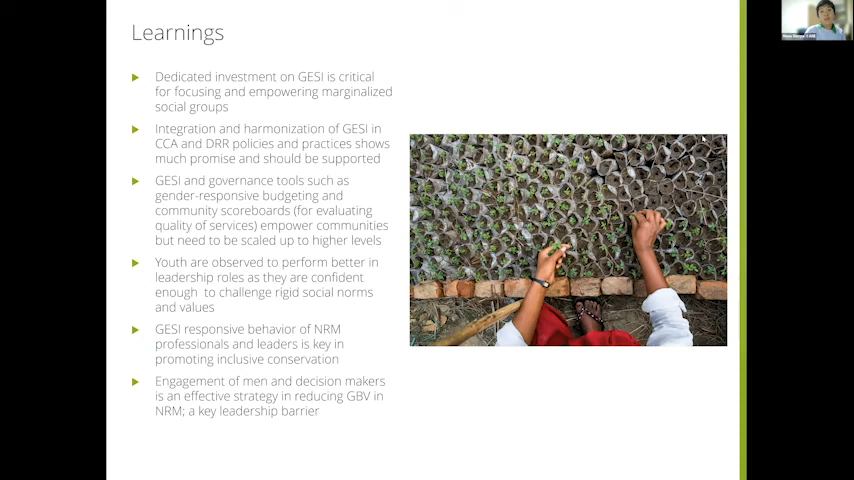 Learnings
Dedicated investment on GESI is critical
for focusing and empowering marginalized
social groups
Integration and harmonization of GESI in
CCA and DRR policies and practices shows
much promise and should be supported
GESI and governance tools such as
gender-responsive budgeting and
community scoreboards (for evaluating
quality of services) empower communities
but need to be scaled up to higher levels
Youth are observed to perform better in
leadership roles as they are confident
enough to challenge rigid social norms
and values
GESI responsive behavior of NRM
professionals and leaders is key in
promoting inclusive conservation
Engagement of men and decision makers
is an effective strategy in reducing GBV in
NRM; a key leadership barrier